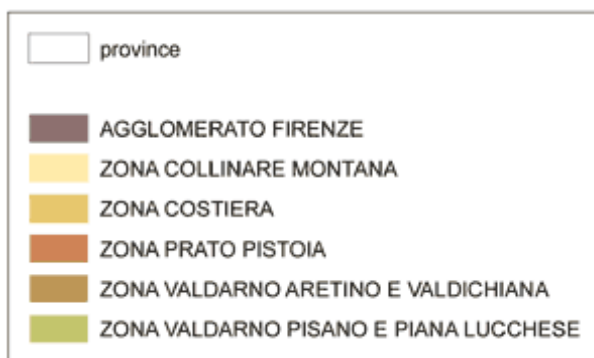 province
AGGLOMERATO FIRENZE
ZONA COLLINARE MONTANA
ZONA COSTIERA
ZONA PRATO PISTOIA
ZONA VALDARNO ARETINO E VALDICHIANA
ZONA VALDARNO PISANO E PIANA LUCCHESE